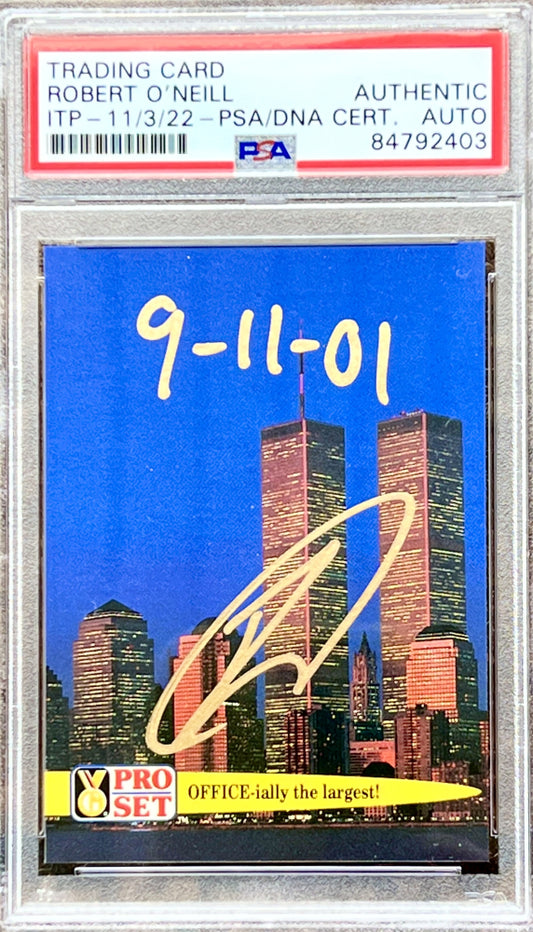 TRADING CARD
ROBERT O'NEILL AUTHENTIC
ITP - 11/3/22 - PSA/DNA CERT. AUTO
PSA 84792403
9-11-01
PRO
SET
OFFICE-ially the largest!